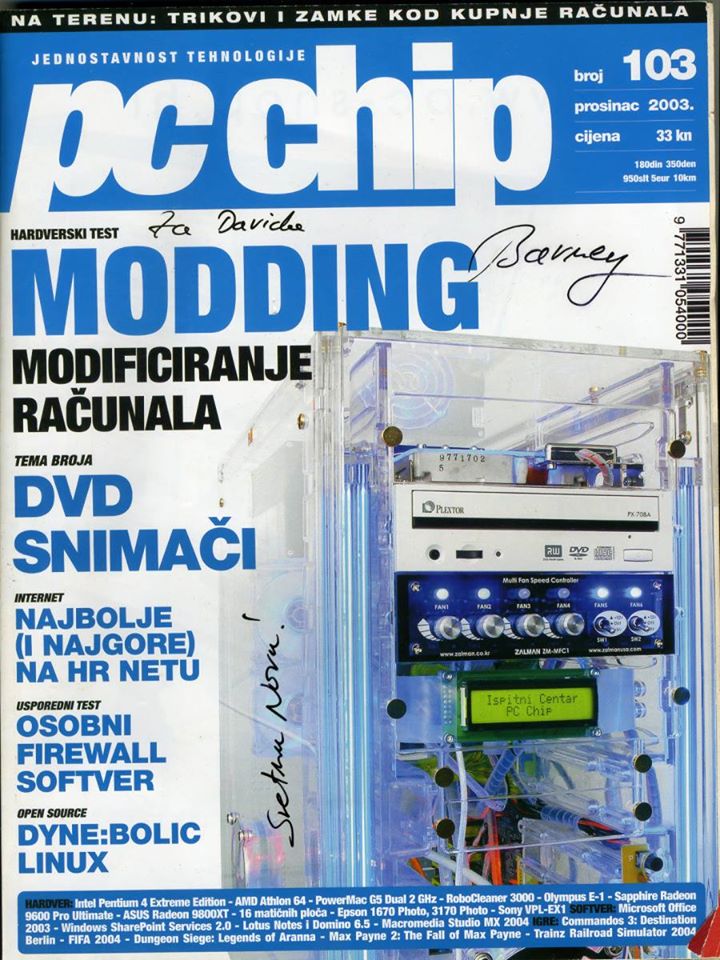 NA TERENU: TRIKOVI I ZAMKE KOD KUPNJE RAČUNALA
JEDNOSTAVNOST TEHNOLOGIJE
pc chip
broj 103
prosinac 2003.
cijena 33 kn
180din 350den
950slt 5eur 10km
9 771331 054000
HARDVERSKI TEST
Za Davida
MODDING
Barney
MODIFICIRANJE
RAČUNALA
TEMA BROJA
DVD
SNIMAČI
INTERNET
NAJBOLJE
(I NAJGORE)
NA HR NETU
USPOREDNI TEST
OSOBNI
FIREWALL
SOFTVER
OPEN SOURCE
DYNE:BOLIC
LINUX
Sretna Nova!
9771702
5
PLEXTOR
PX-708A
RW DVD
Multi Fan Speed Controller
FAN1 FAN2 FAN3 FAN4 FAN5 FAN6
SW1 SW2
www.zalman.co.kr ZALMAN ZM-MFC1 www.zalmanusa.com
Ispitni Centar
PC Chip
HARDVER: Intel Pentium 4 Extreme Edition - AMD Athlon 64 - PowerMac G5 Dual 2 GHz - RoboCleaner 3000 - Olympus E-1 - Sapphire Radeon
9600 Pro Ultimate - ASUS Radeon 9800XT - 16 matičnih ploča - Epson 1670 Photo, 3170 Photo - Sony VPL-EX1 SOFTVER: Microsoft Office
2003 - Windows SharePoint Services 2.0 - Lotus Notes i Domino 6.5 - Macromedia Studio MX 2004 IGRE: Commandos 3: Destination
Berlin - FIFA 2004 - Dungeon Siege: Legends of Aranna - Max Payne 2: The Fall of Max Payne - Trainz Railroad Simulator 2004